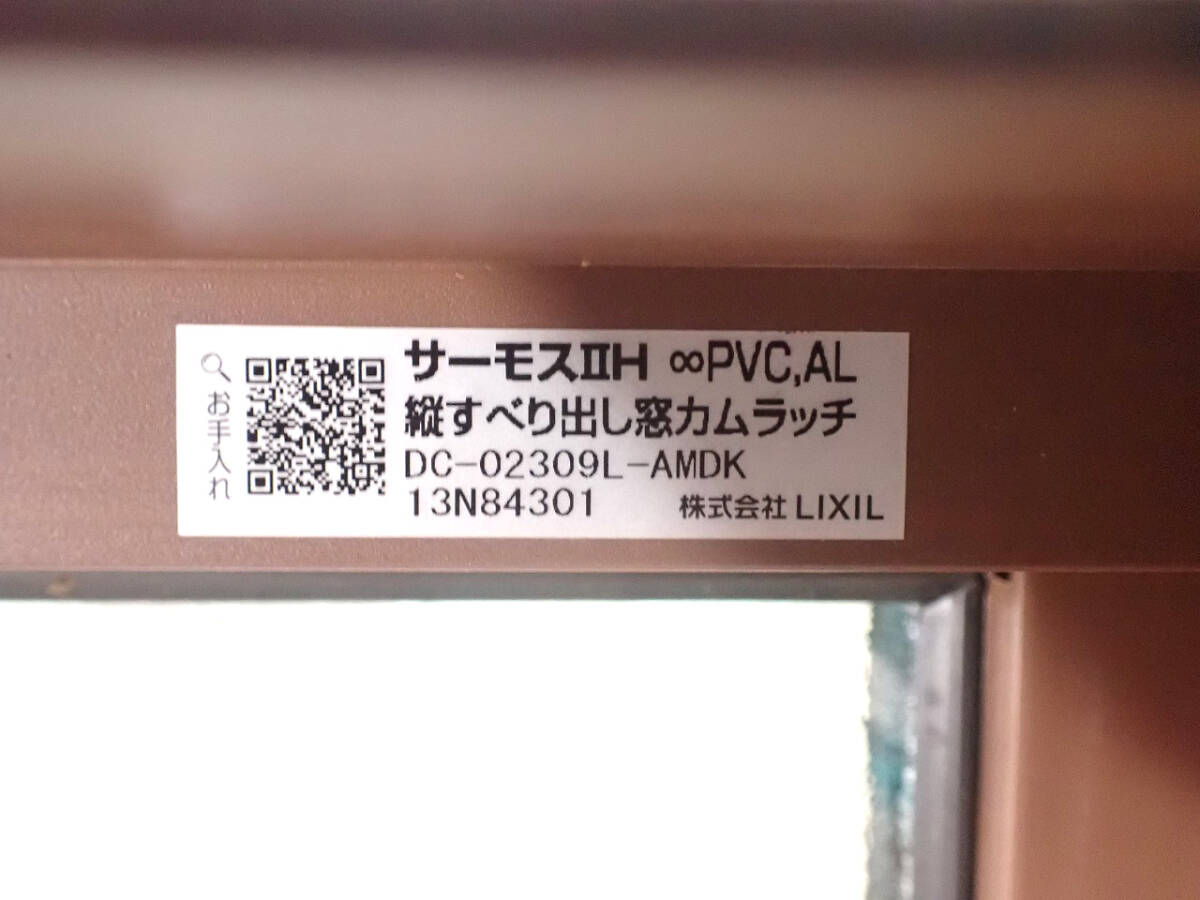 お手入れ
サーモスⅡH ∞PVC,AL
縦すべり出し窓カムラッチ
DC-02309L-AMDK
13N84301 株式会社 LIXIL